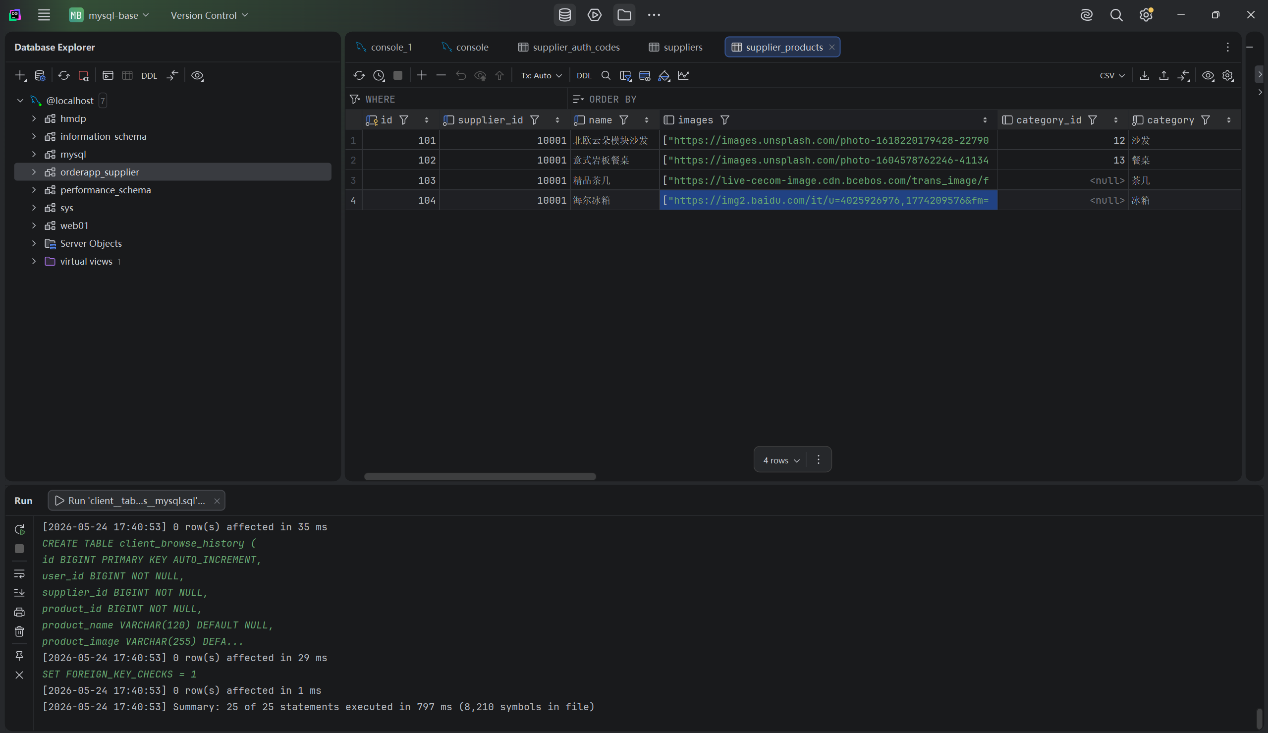 MB mysql-base Version Control
Database Explorer
DDL
@localhost 7
hmdp
information_schema
mysql
orderapp_supplier
performance_schema
sys
web01
Server Objects
virtual views 1
console_1 console supplier_auth_codes suppliers supplier_products
Tx: Auto DDL CSV
WHERE ORDER BY
id supplier_id name images category_id category
1 101 10001 北欧云朵模块沙发 ["https://images.unsplash.com/photo-1618220179428-22790 12 沙发
2 102 10001 意式岩板餐桌 ["https://images.unsplash.com/photo-1604578762246-41134 13 餐桌
3 103 10001 精品茶几 ["https://live-cecom-image.cdn.bcebos.com/trans_image/f <null> 茶几
4 104 10001 海尔冰箱 ["https://img2.baidu.com/it/u=4025926976,1774209576&fm= <null> 冰箱
4 rows
Run Run 'client__tab...s__mysql.sql'...
[2026-05-24 17:40:53] 0 row(s) affected in 35 ms
CREATE TABLE client_browse_history (
id BIGINT PRIMARY KEY AUTO_INCREMENT,
user_id BIGINT NOT NULL,
supplier_id BIGINT NOT NULL,
product_id BIGINT NOT NULL,
product_name VARCHAR(120) DEFAULT NULL,
product_image VARCHAR(255) DEFA...
[2026-05-24 17:40:53] 0 row(s) affected in 29 ms
SET FOREIGN_KEY_CHECKS = 1
[2026-05-24 17:40:53] 0 row(s) affected in 1 ms
[2026-05-24 17:40:53] Summary: 25 of 25 statements executed in 797 ms (8,210 symbols in file)